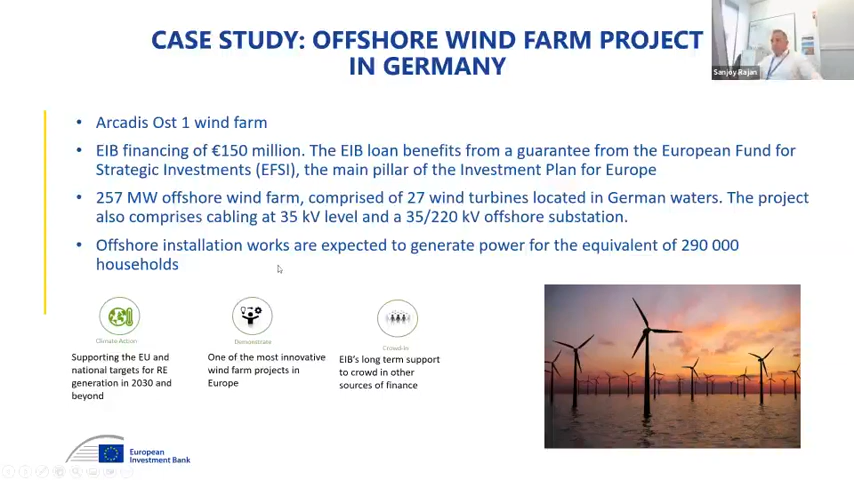 CASE STUDY: OFFSHORE WIND FARM PROJECT
IN GERMANY
Sanjoy Rajan
• Arcadis Ost 1 wind farm
• EIB financing of €150 million. The EIB loan benefits from a guarantee from the European Fund for
Strategic Investments (EFSI), the main pillar of the Investment Plan for Europe
• 257 MW offshore wind farm, comprised of 27 wind turbines located in German waters. The project
also comprises cabling at 35 kV level and a 35/220 kV offshore substation.
• Offshore installation works are expected to generate power for the equivalent of 290 000
households
Climate Action
Supporting the EU and
national targets for RE
generation in 2030 and
beyond
Demonstrate
One of the most innovative
wind farm projects in
Europe
Crowd-in
EIB's long term support
to crowd in other
sources of finance
European
Investment Bank